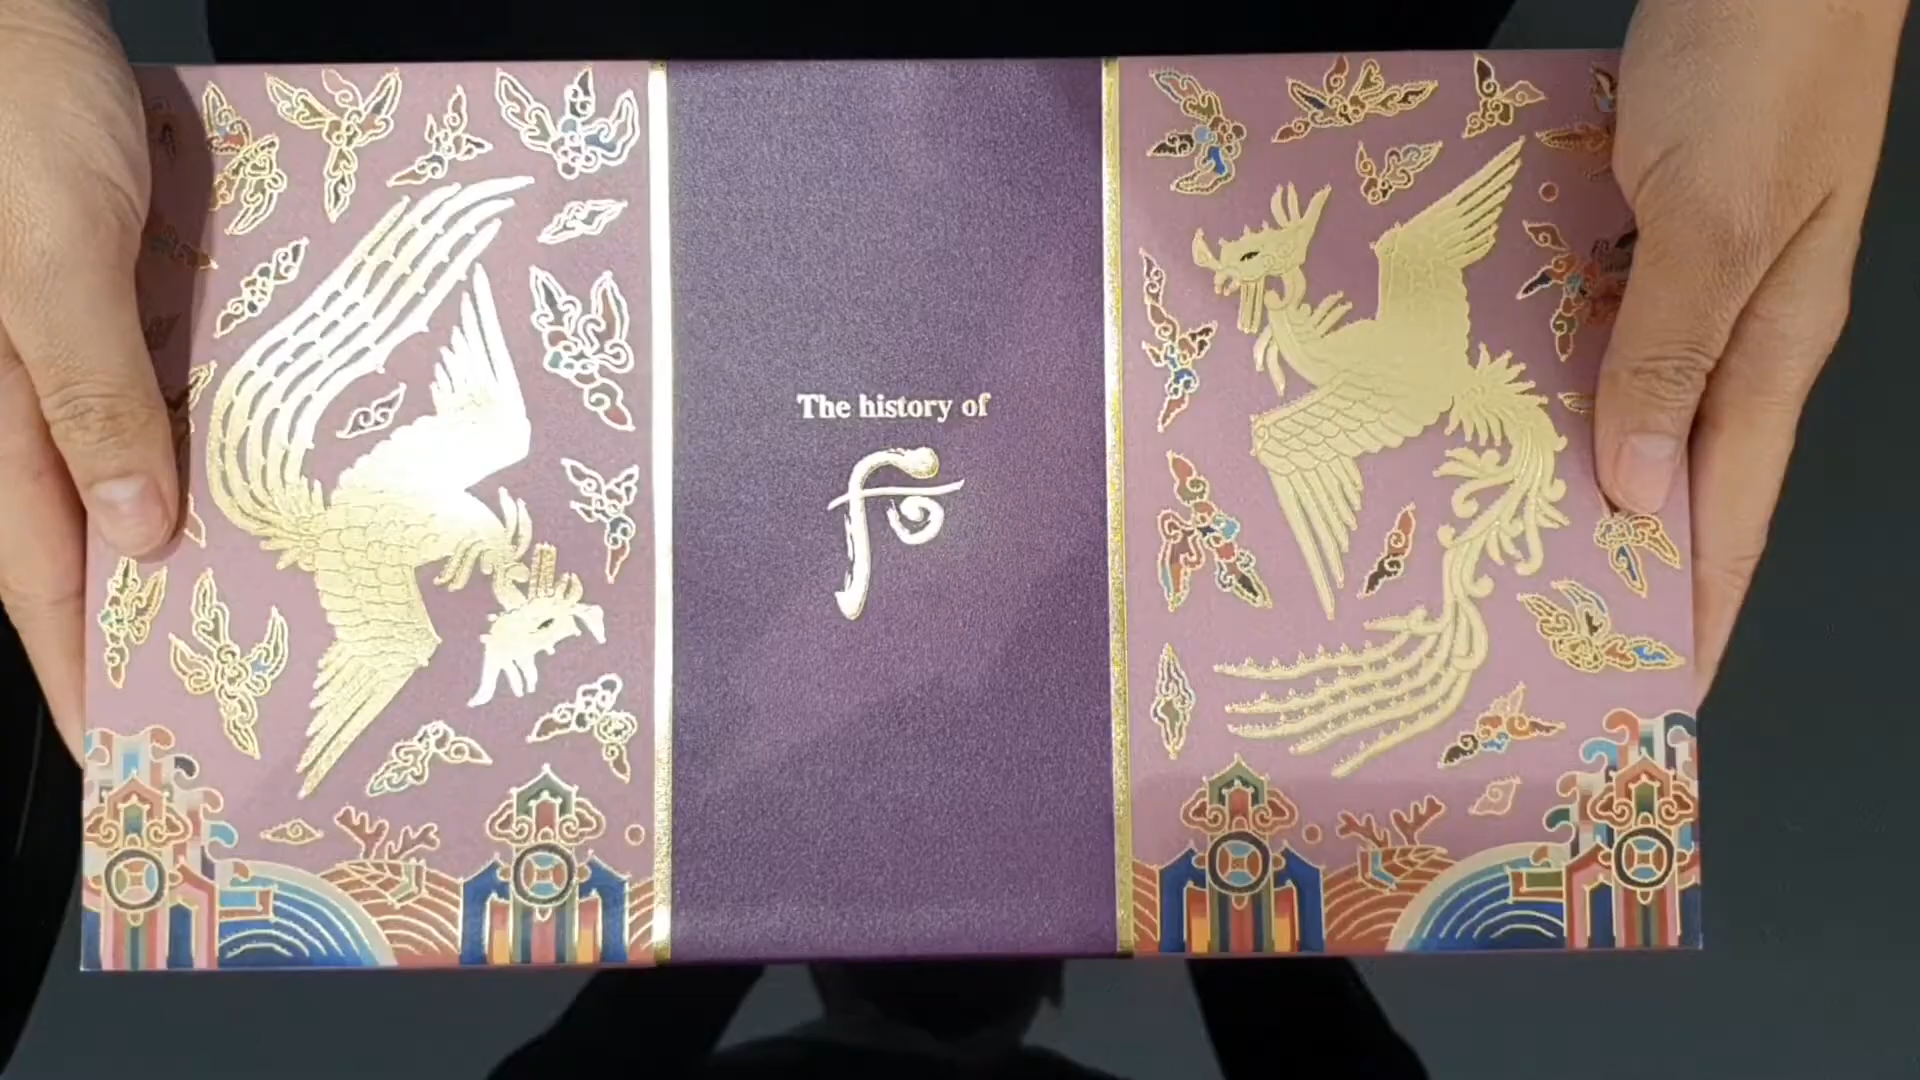 The history of
后